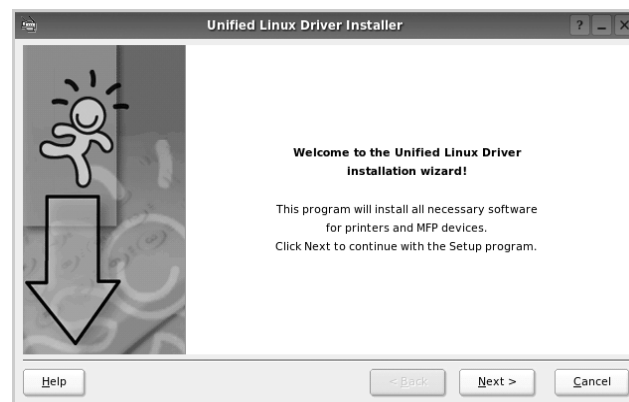 Unified Linux Driver Installer
Welcome to the Unified Linux Driver
installation wizard!
This program will install all necessary software
for printers and MFP devices.
Click Next to continue with the Setup program.
Help
< Back
Next >
Cancel